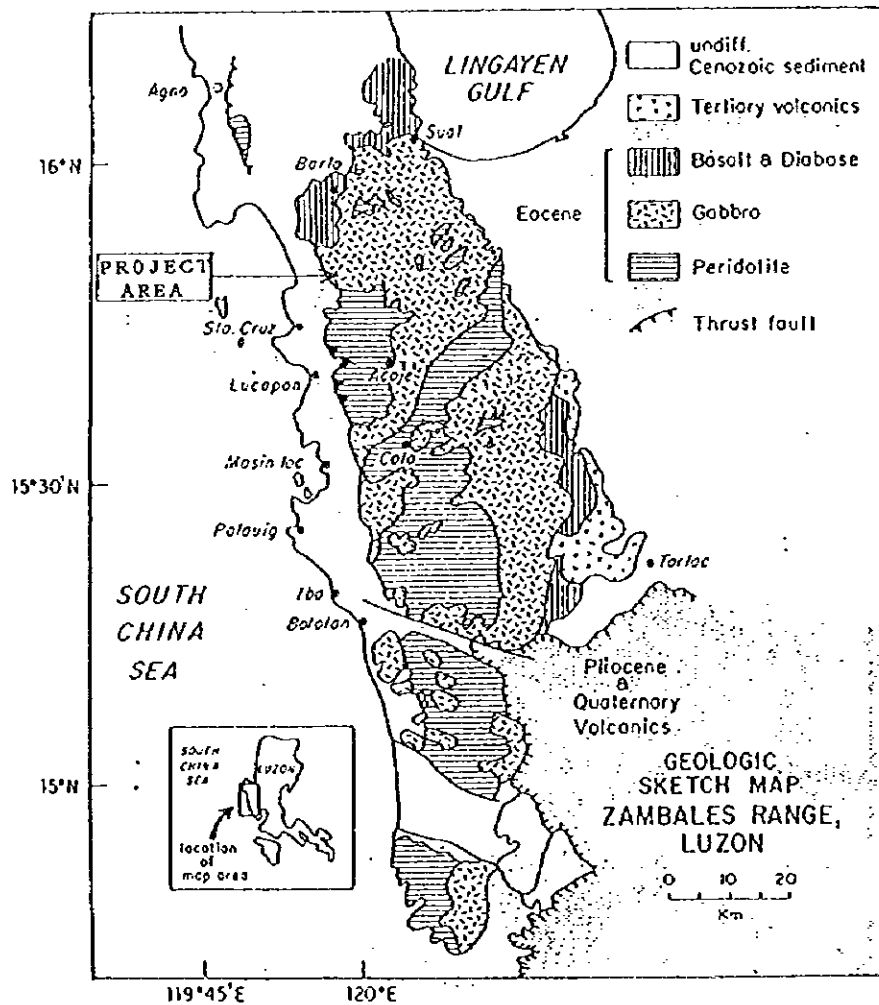 LINGAYEN
GULF
undiff.
Cenozoic sediment
Tertiary volcanics
Basalt & Diabase
Eocene
Gabbro
Peridotite
Thrust fault
Agno
Sual
16° N
Barlo
PROJECT
AREA
Sta. Cruz
Lucapon
Acoje
Masinloc
Coto
15°30'N
Palauig
Tarlac
SOUTH
CHINA
SEA
Iba
Botolan
Pliocene
&
Quaternary
Volcanics
15°N
SOUTH
CHINA
SEA
LUZON
location
of
map area
GEOLOGIC
SKETCH MAP
ZAMBALES RANGE,
LUZON
0 10 20
Km
119°45'E 120°E